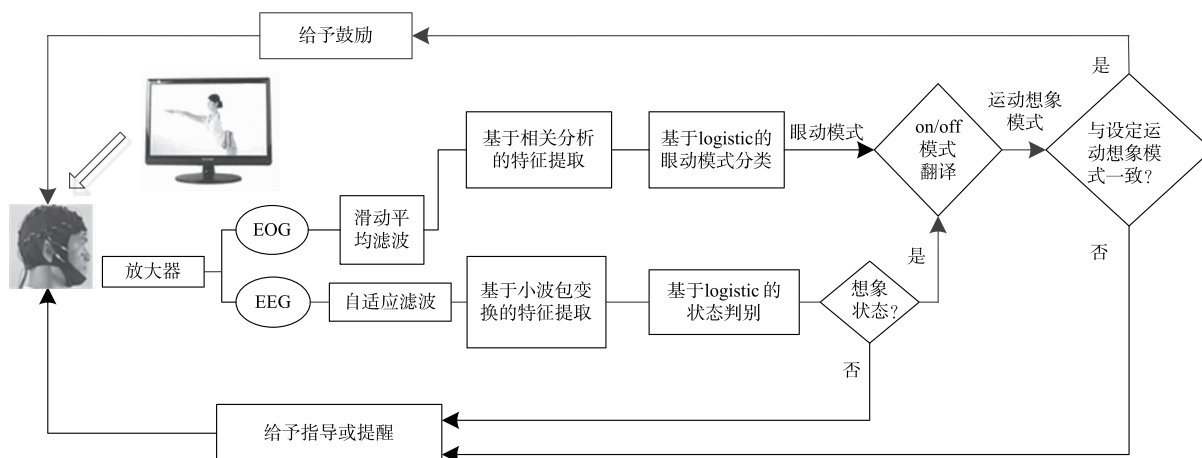 给予鼓励
是
运动想象
模式
与设定运
动想象模
式一致?
基于相关分析
的特征提取
基于logistic的
眼动模式分类
眼动模式
on/off
模式
翻译
EOG
滑动平
均滤波
放大器
EEG
自适应滤波
基于小波包变
换的特征提取
基于logistic 的
状态判别
想象
状态?
是
否
否
给予指导或提醒